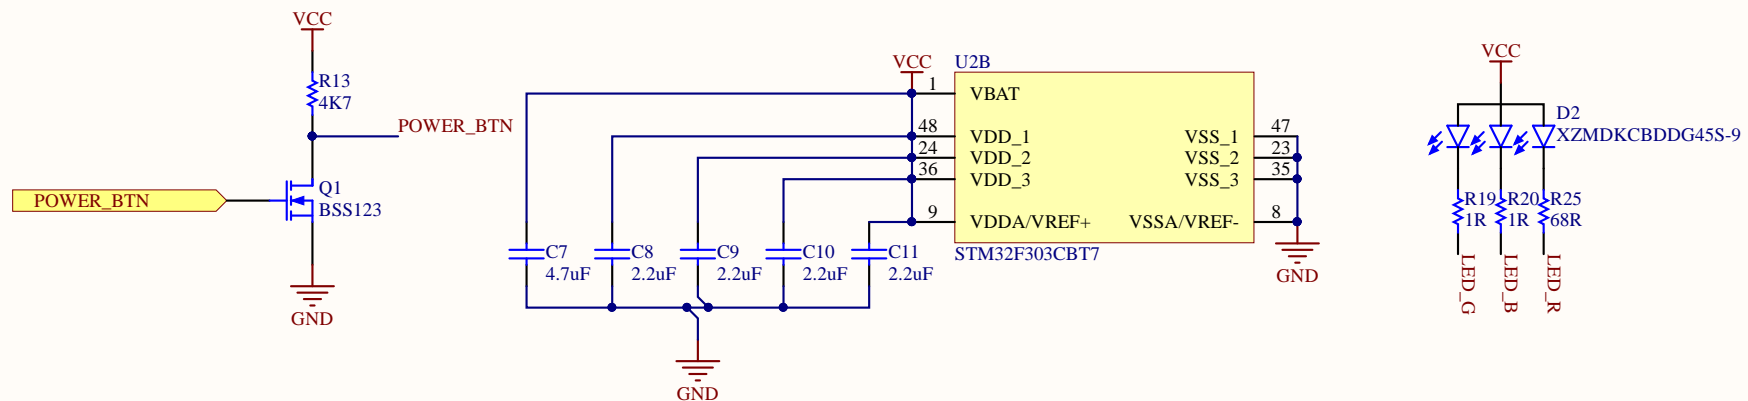 VCC
R13
4K7
POWER_BTN
POWER_BTN
Q1
BSS123
GND
VCC
U2B
1
VBAT
48
VDD_1
24
VDD_2
36
VDD_3
9
VDDA/VREF+
VSS_1
47
VSS_2
23
VSS_3
35
VSSA/VREF-
8
STM32F303CBT7
GND
C7
4.7uF
C8
2.2uF
C9
2.2uF
C10
2.2uF
C11
2.2uF
GND
VCC
D2
XZMDKCBDDG45S-9
R19
1R
R20
1R
R25
68R
LED_G
LED_B
LED_R